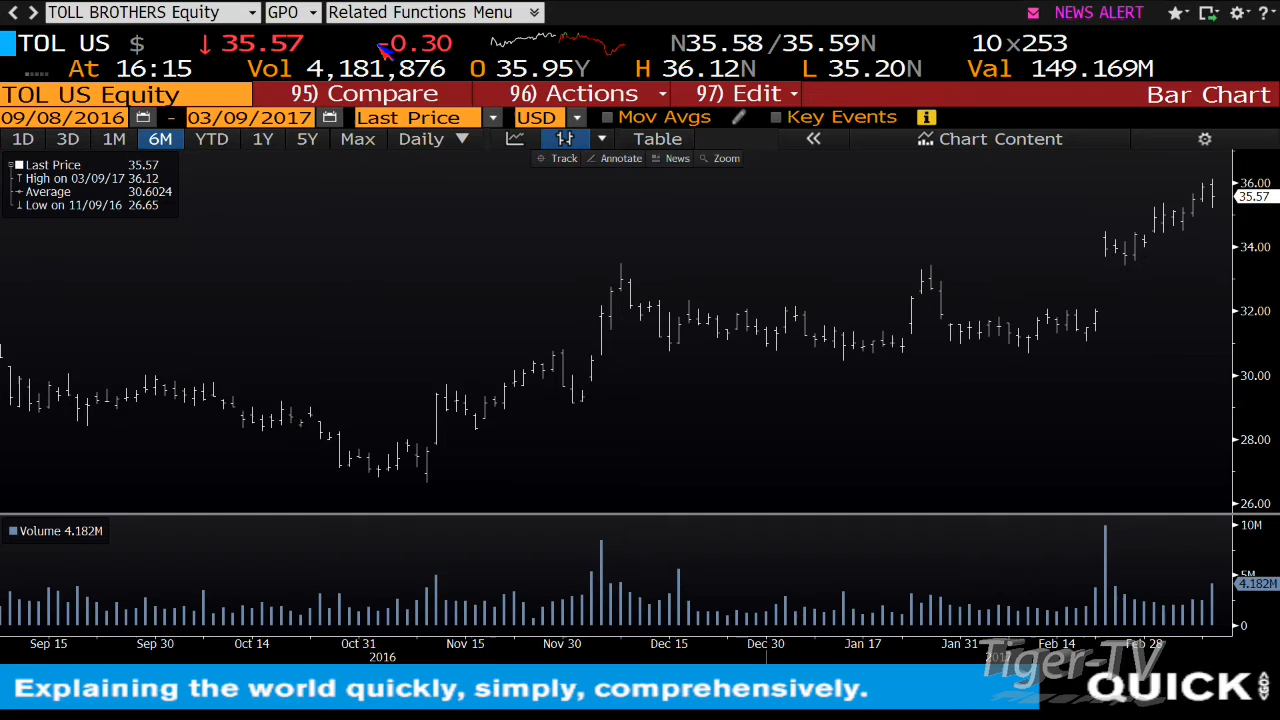 TOLL BROTHERS Equity GPO Related Functions Menu NEWS ALERT
TOL US $ ↓ 35.57 -0.30 N35.58 /35.59N 10 x253
At 16:15 Vol 4,181,876 O 35.95Y H 36.12N L 35.20N Val 149.169M
TOL US Equity 95) Compare 96) Actions 97) Edit Bar Chart
09/08/2016 - 03/09/2017 Last Price USD Mov Avgs Key Events
1D 3D 1M 6M YTD 1Y 5Y Max Daily ▼ Table « Chart Content
Track Annotate News Zoom
Last Price 35.57
High on 03/09/17 36.12
Average 30.6024
Low on 11/09/16 26.65
36.00
35.57
34.00
32.00
30.00
28.00
26.00
Volume 4.182M
10M
5M
4.182M
0
Sep 15 Sep 30 Oct 14 Oct 31 Nov 15 Nov 30 Dec 15 Dec 30 Jan 17 Jan 31 Feb 14 Feb 28
2016
Tiger-TV
Explaining the world quickly, simply, comprehensively.
QUICK